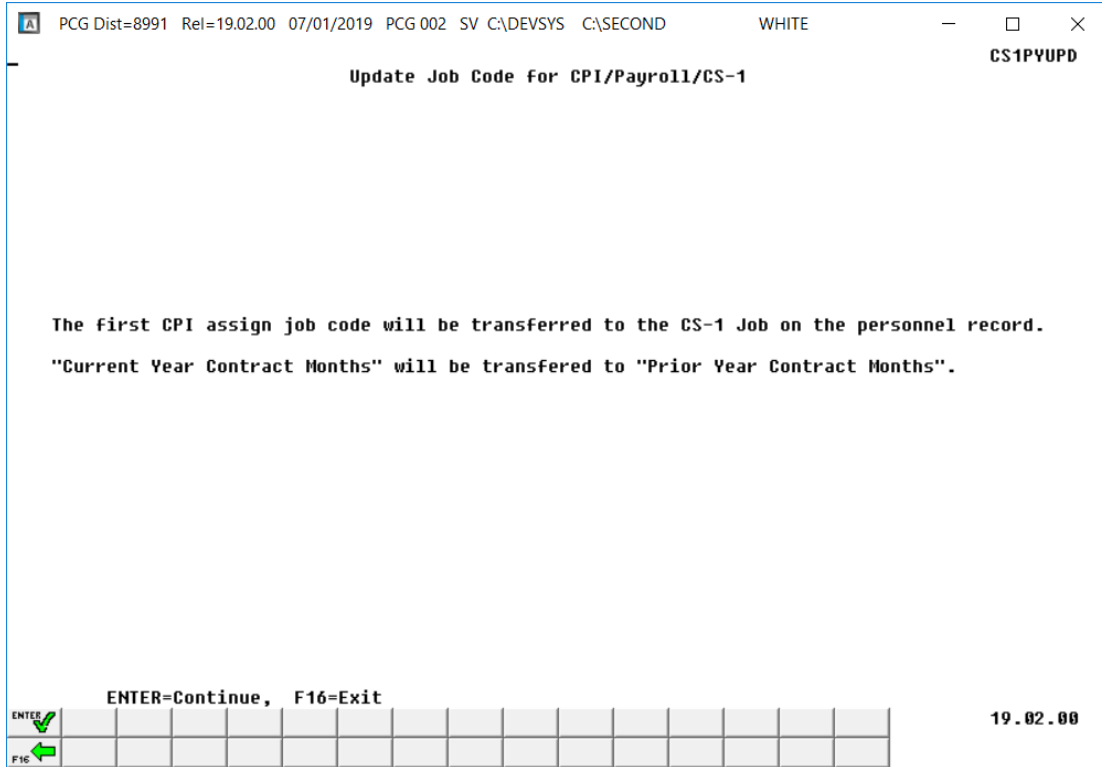 PCG Dist=8991 Rel=19.02.00 07/01/2019 PCG 002 SV C:\DEVSYS C:\SECOND WHITE
CS1PYUPD
Update Job Code for CPI/Payroll/CS-1
The first CPI assign job code will be transferred to the CS-1 Job on the personnel record.
"Current Year Contract Months" will be transfered to "Prior Year Contract Months".
ENTER=Continue, F16=Exit
ENTER
19.02.00
F16